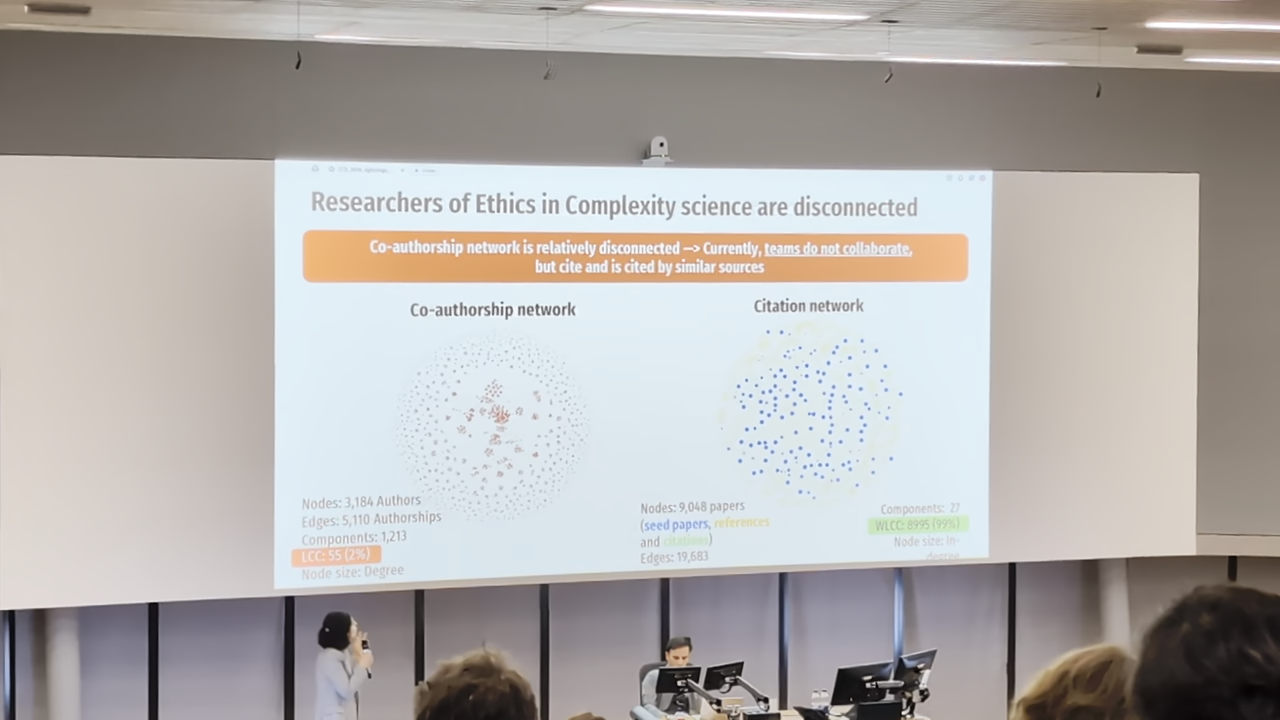 Researchers of Ethics in Complexity science are disconnected
Co-authorship network is relatively disconnected —> Currently, teams do not collaborate,
but cite and is cited by similar sources
Co-authorship network
Nodes: 3,184 Authors
Edges: 5,110 Authorships
Components: 1,213
LCC: 55 (2%)
Node size: Degree
Citation network
Nodes: 9,048 papers
(seed papers, references
and citations)
Edges: 19,683
Components: 27
WLCC: 8995 (99%)
Node size: In-
degree